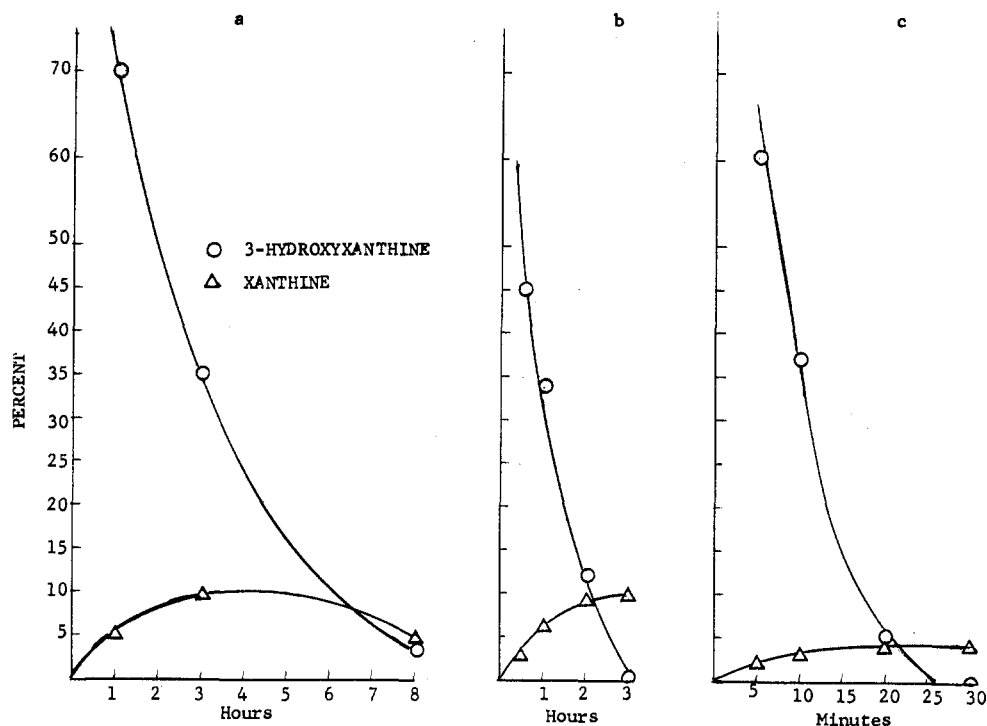 a
b
c
70
60
50
45
40
35
30
25
20
15
10
5
PERCENT
3-HYDROXYXANTHINE
XANTHINE
1 2 3 4 5 6 7 8
Hours
1 2 3
Hours
5 10 15 20 25 30
Minutes